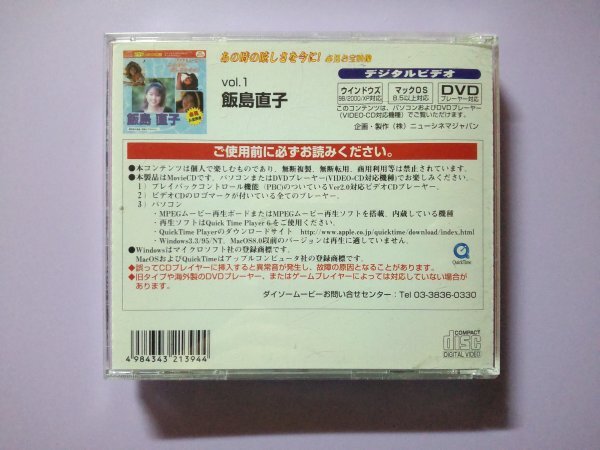 あの時の眩しさを今に! 必見お宝映像
vol.1
飯島直子
飯島 直子
デジタルビデオ
ウインドウズ
98/2000/XP対応
マックOS
8.5以上対応
DVD
プレーヤー対応
このコンテンツは、パソコンおよびDVDプレーヤー
(VIDEO-CD対応機種)でご覧いただけます。
企画・製作 (株) ニューシネマジャパン
ご使用前に必ずお読みください。
●本コンテンツは個人で楽しむものであり、無断複製、無断転用、商用利用等は禁止されています。
●本製品はMovieCDです。パソコンまたはDVDプレーヤー(VIDEO-CD対応機種)でお楽しみください。
1) プレイバックコントロール機能 (PBC)のついているVer2.0対応ビデオCDプレーヤー。
2) ビデオCDのロゴマークが付いている全てのプレーヤー。
3) パソコン
・MPEGムービー再生ボードまたはMPEGムービー再生ソフトを搭載、内蔵している機種
・再生ソフトはQuick Time Player 6をご使用ください。
・QuickTime Playerのダウンロードサイト http://www.apple.co.jp/quicktime/download/index.html
・Windows3.3/95/NT、MacOS8.0以前のバージョンは再生に適していません。
●Windowsはマイクロソフト社の登録商標です。
MacOSおよびQuickTimeはアップルコンピュータ社の登録商標です。
◆誤ってCDプレイヤーに挿入すると異常音が発生し、故障の原因となることがあります。
◆旧タイプや海外製のDVDプレーヤー、またはゲームプレイヤーによっては対応していない場合が
あります。
QuickTime
ダイソームービーお問い合せセンター:Tel 03-3836-0330
4 984343 213944
COMPACT
disc
DIGITAL VIDEO